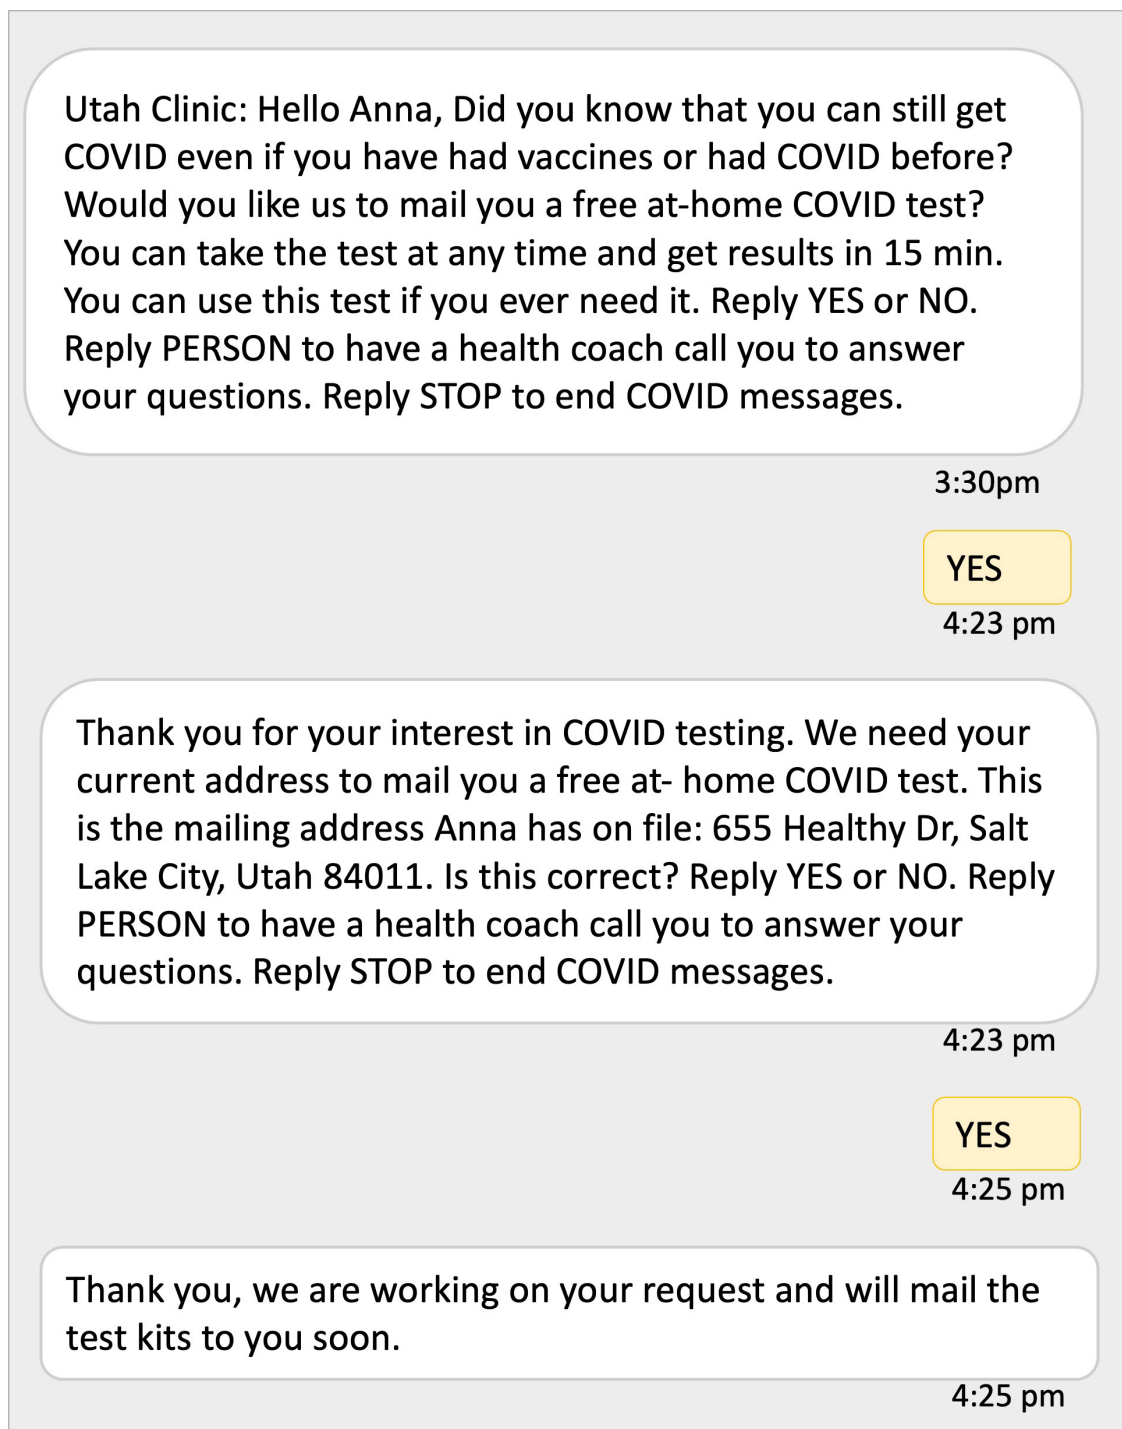 Utah Clinic: Hello Anna, Did you know that you can still get
COVID even if you have had vaccines or had COVID before?
Would you like us to mail you a free at-home COVID test?
You can take the test at any time and get results in 15 min.
You can use this test if you ever need it. Reply YES or NO.
Reply PERSON to have a health coach call you to answer
your questions. Reply STOP to end COVID messages.
3:30pm
YES
4:23 pm
Thank you for your interest in COVID testing. We need your
current address to mail you a free at- home COVID test. This
is the mailing address Anna has on file: 655 Healthy Dr, Salt
Lake City, Utah 84011. Is this correct? Reply YES or NO. Reply
PERSON to have a health coach call you to answer your
questions. Reply STOP to end COVID messages.
4:23 pm
YES
4:25 pm
Thank you, we are working on your request and will mail the
test kits to you soon.
4:25 pm